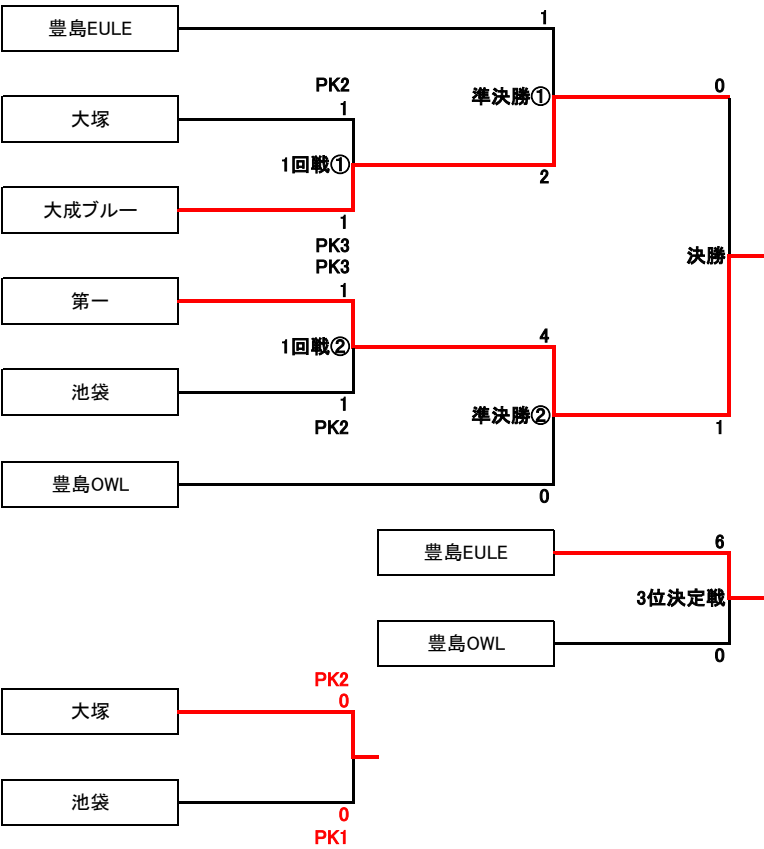 豊島EULE
1
大塚
PK2
1
準決勝①
0
1回戦①
2
大成ブルー
1
PK3
決勝
PK3
第一
1
1回戦②
4
池袋
1
PK2
準決勝②
1
豊島OWL
0
豊島EULE
6
3位決定戦
豊島OWL
0
PK2
大塚
0
池袋
0
PK1